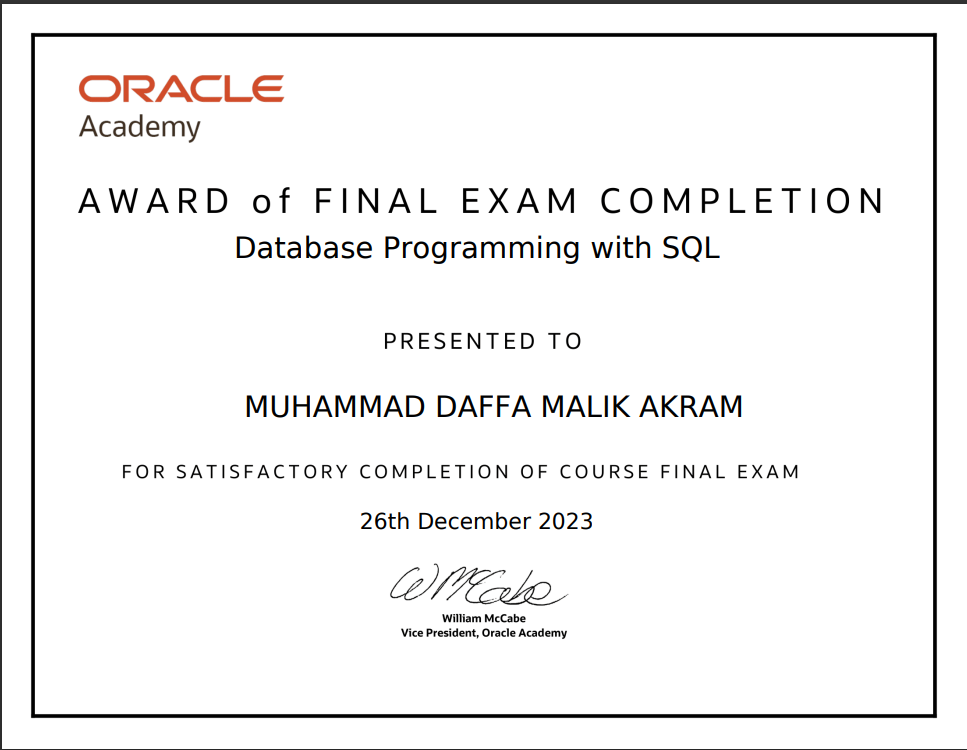 ORACLE
Academy
AWARD of FINAL EXAM COMPLETION
Database Programming with SQL
PRESENTED TO
MUHAMMAD DAFFA MALIK AKRAM
FOR SATISFACTORY COMPLETION OF COURSE FINAL EXAM
26th December 2023
W McCabe
William McCabe
Vice President, Oracle Academy